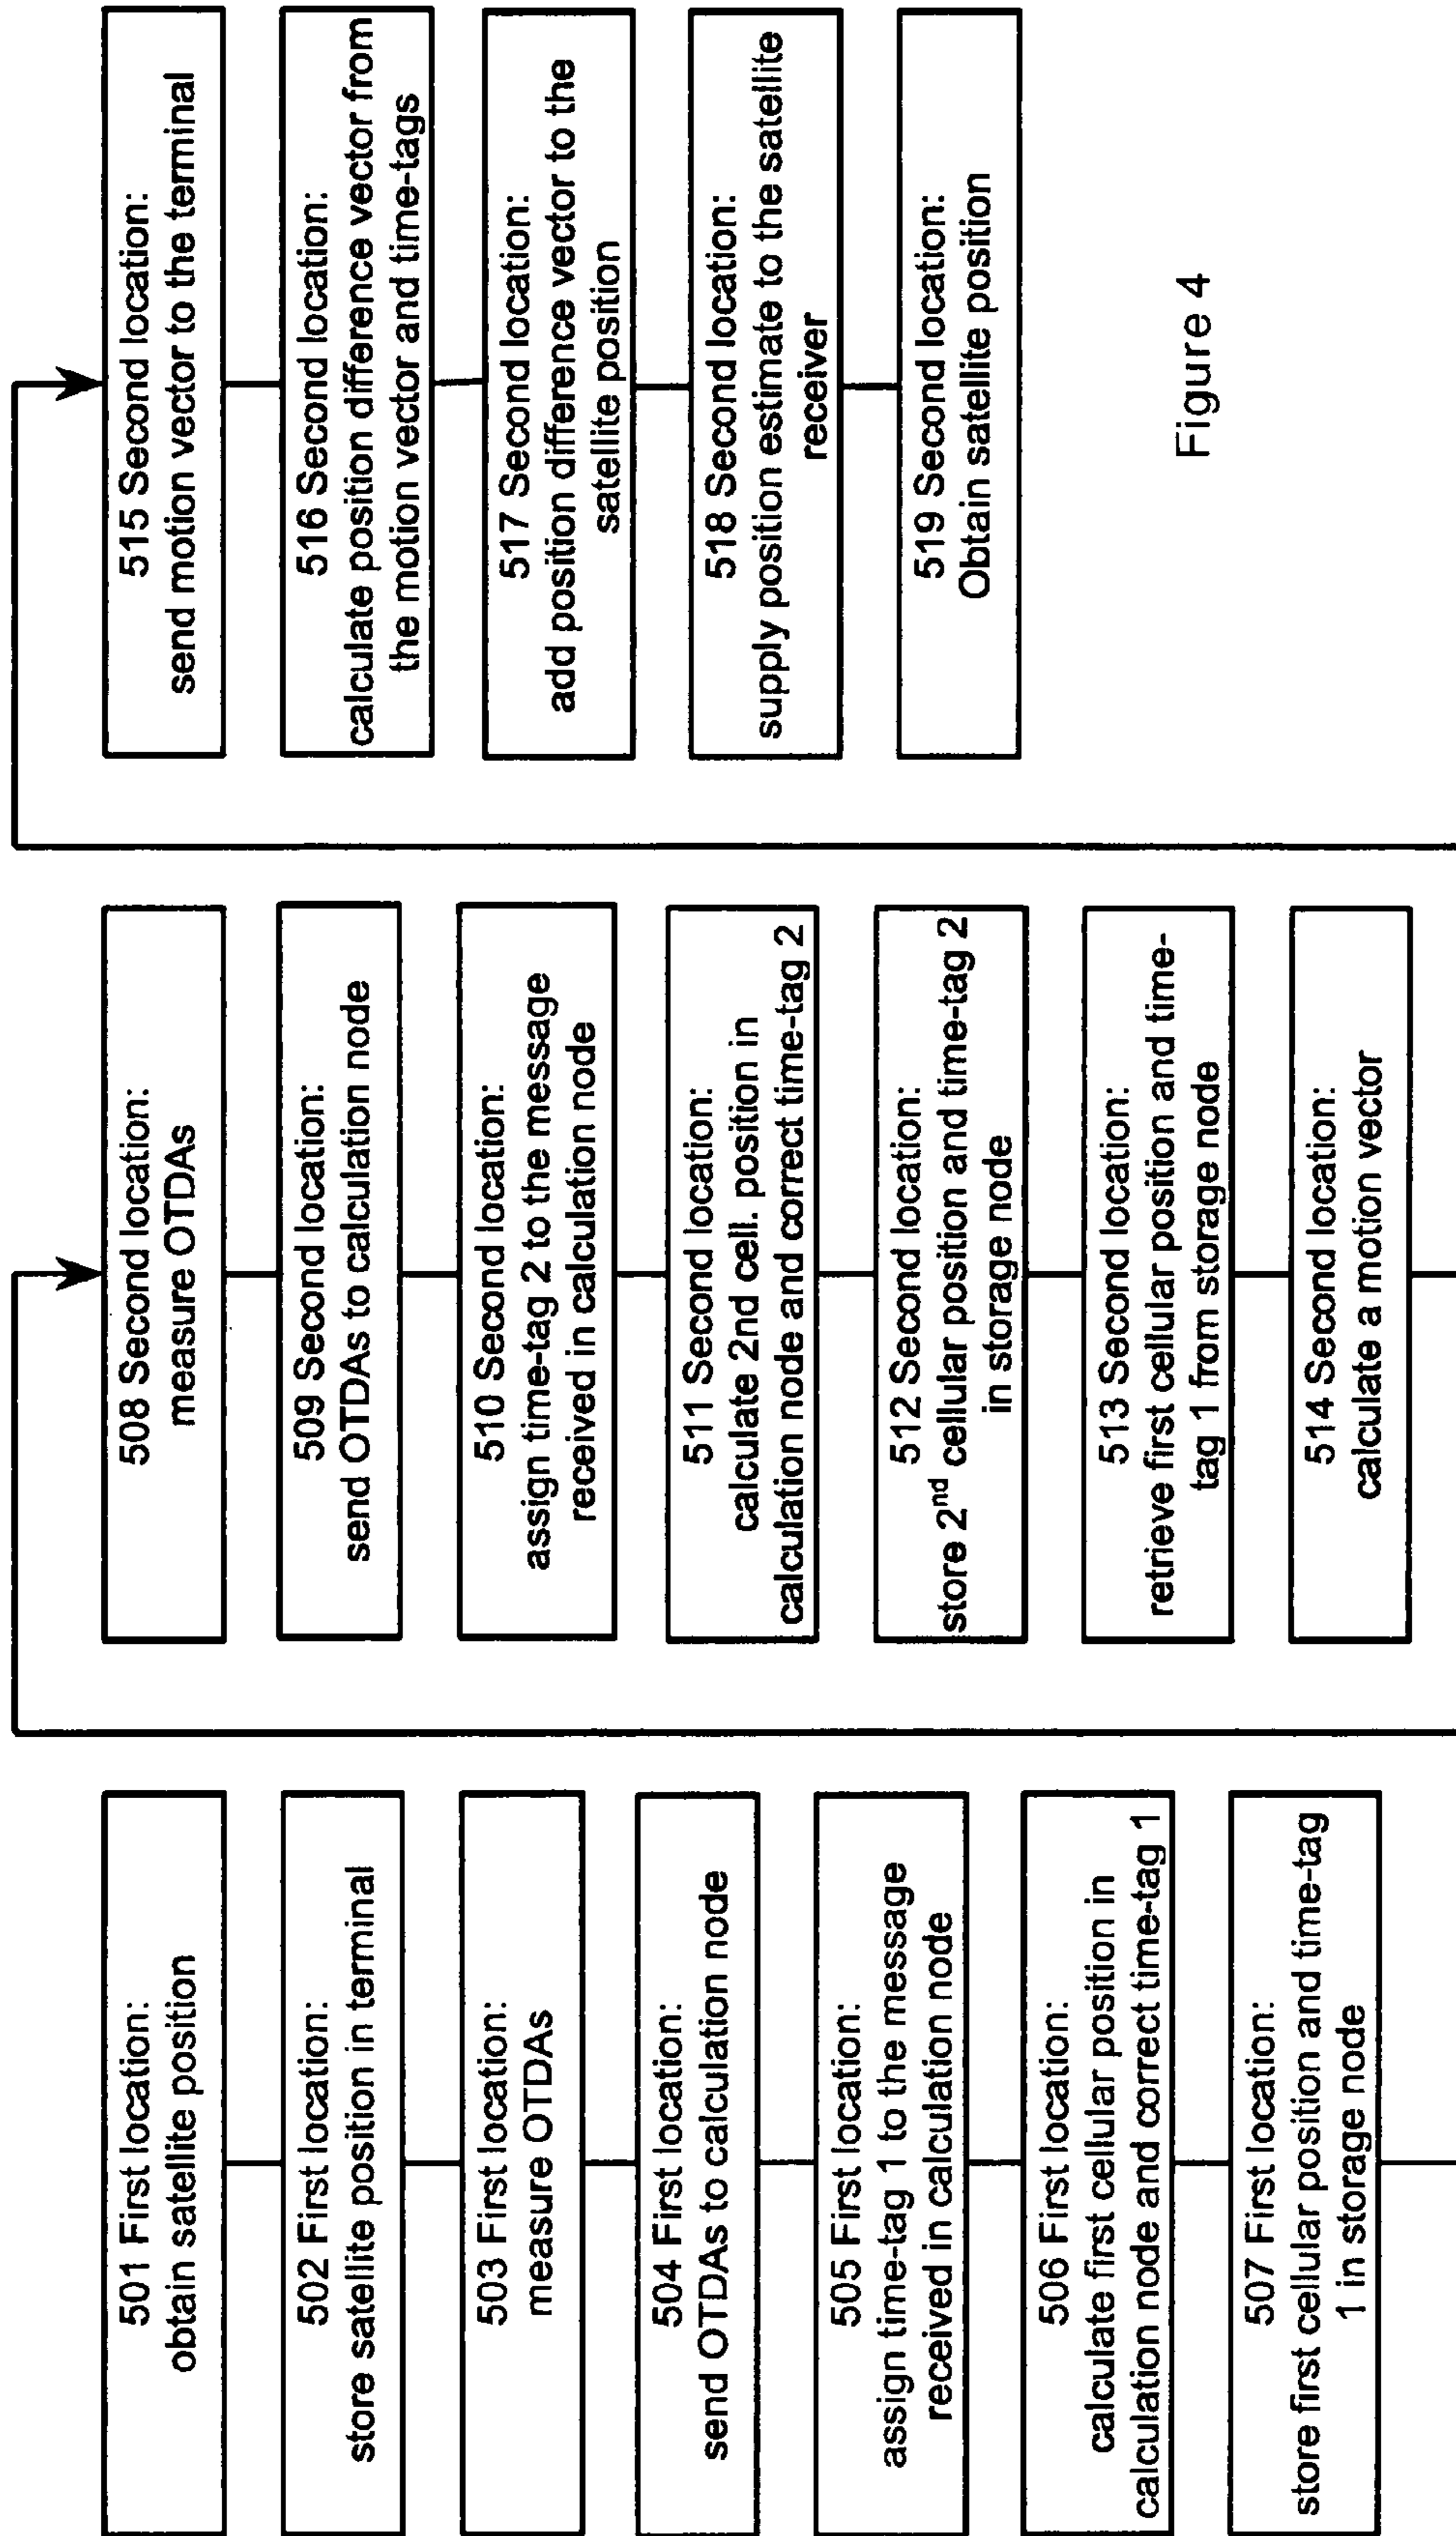 501 First location:
obtain satellite position
502 First location:
store satellite position in terminal
503 First location:
measure OTDAs
504 First location:
send OTDAs to calculation node
505 First location:
assign time-tag 1 to the message
received in calculation node
506 First location:
calculate first cellular position in
calculation node and correct time-tag 1
507 First location:
store first cellular position and time-tag
1 in storage node
508 Second location:
measure OTDAs
509 Second location:
send OTDAs to calculation node
510 Second location:
assign time-tag 2 to the message
received in calculation node
511 Second location:
calculate 2nd cell. position in
calculation node and correct time-tag 2
512 Second location:
store 2nd cellular position and time-tag 2
in storage node
513 Second location:
retrieve first cellular position and time-
tag 1 from storage node
514 Second location:
calculate a motion vector
515 Second location:
send motion vector to the terminal
516 Second location:
calculate position difference vector from
the motion vector and time-tags
517 Second location:
add position difference vector to the
satellite position
518 Second location:
supply position estimate to the satellite
receiver
519 Second location:
Obtain satellite position
Figure 4